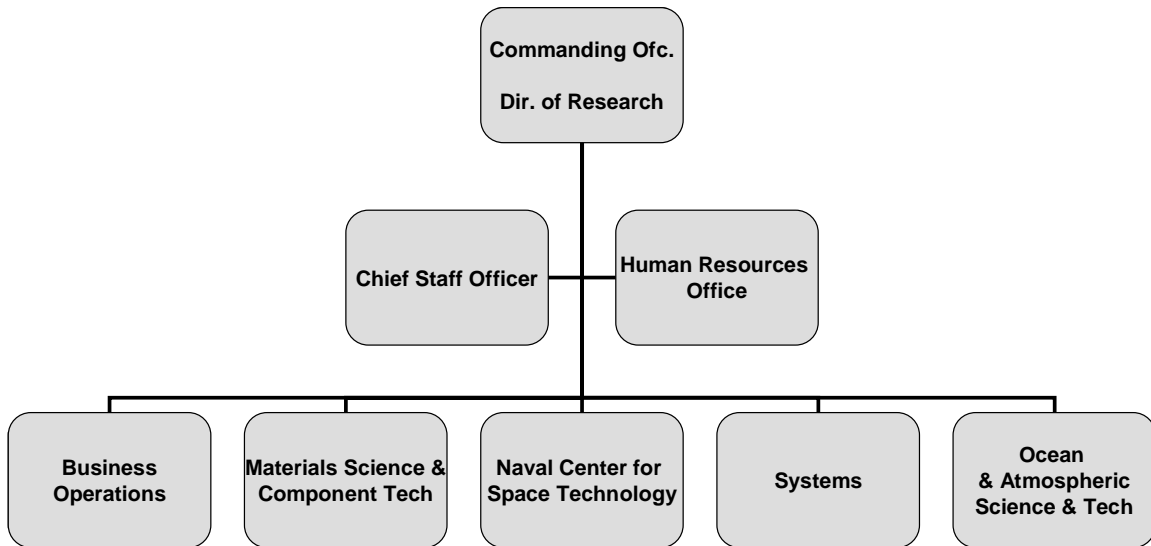 Commanding Ofc.
Dir. of Research
Chief Staff Officer
Human Resources
Office
Business
Operations
Materials Science &
Component Tech
Naval Center for
Space Technology
Systems
Ocean
& Atmospheric
Science & Tech